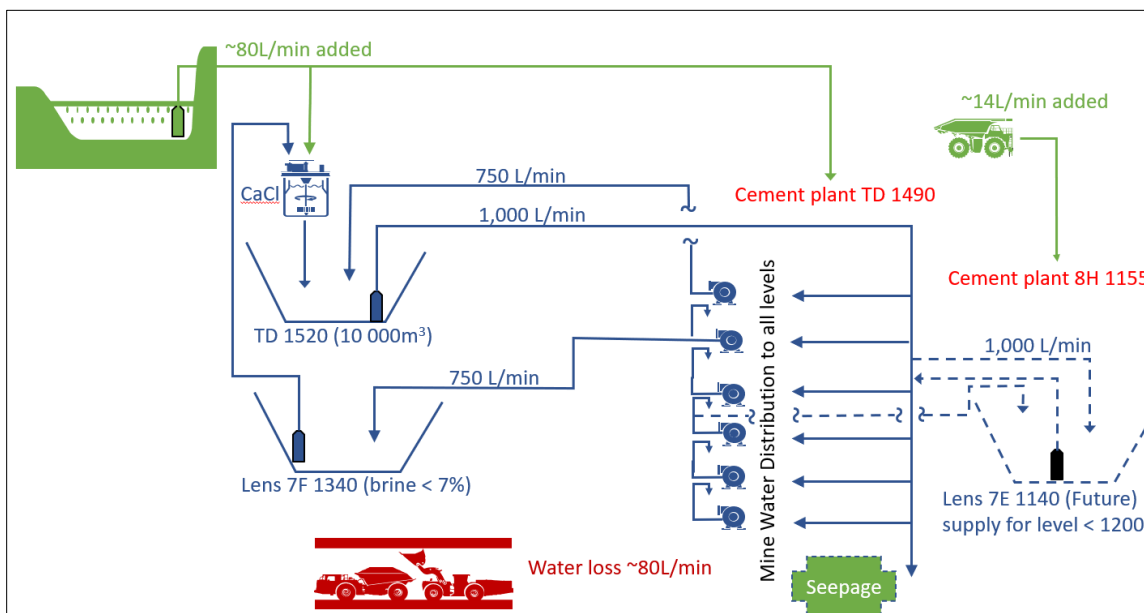 ~80L/min added
~14L/min added
CaCl
750 L/min
1,000 L/min
Cement plant TD 1490
Cement plant 8H 1155
TD 1520 (10 000m³)
Mine Water Distribution to all levels
1,000 L/min
750 L/min
Lens 7F 1340 (brine < 7%)
Lens 7E 1140 (Future)
supply for level < 1200
Water loss ~80L/min
Seepage